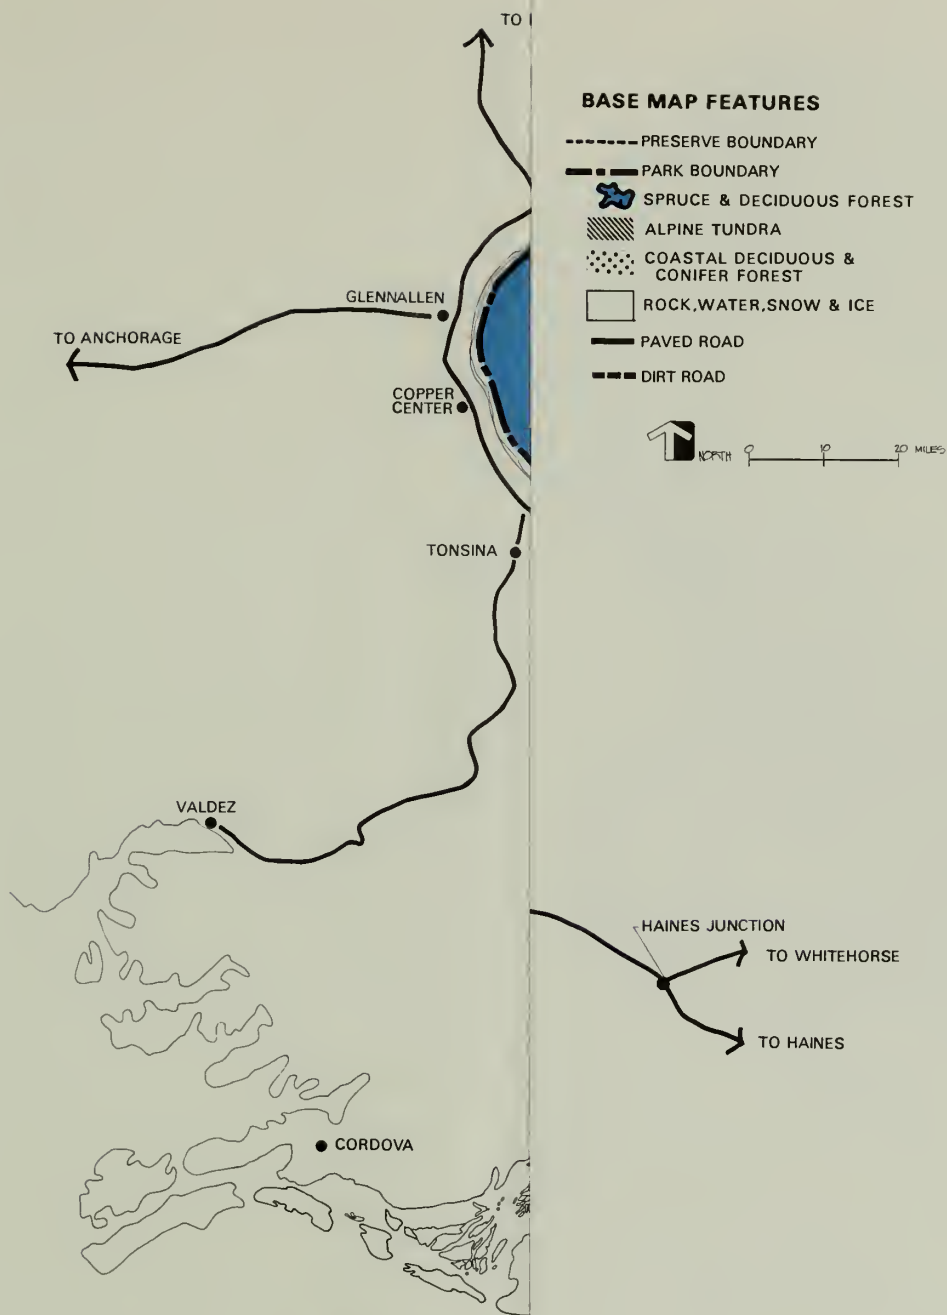 TO
BASE MAP FEATURES
PRESERVE BOUNDARY
PARK BOUNDARY
SPRUCE & DECIDUOUS FOREST
ALPINE TUNDRA
COASTAL DECIDUOUS &
CONIFER FOREST
ROCK, WATER, SNOW & ICE
PAVED ROAD
DIRT ROAD
NORTH 0 10 20 MILES
GLENNALLEN
TO ANCHORAGE
COPPER
CENTER
TONSINA
VALDEZ
HAINES JUNCTION
TO WHITEHORSE
TO HAINES
CORDOVA